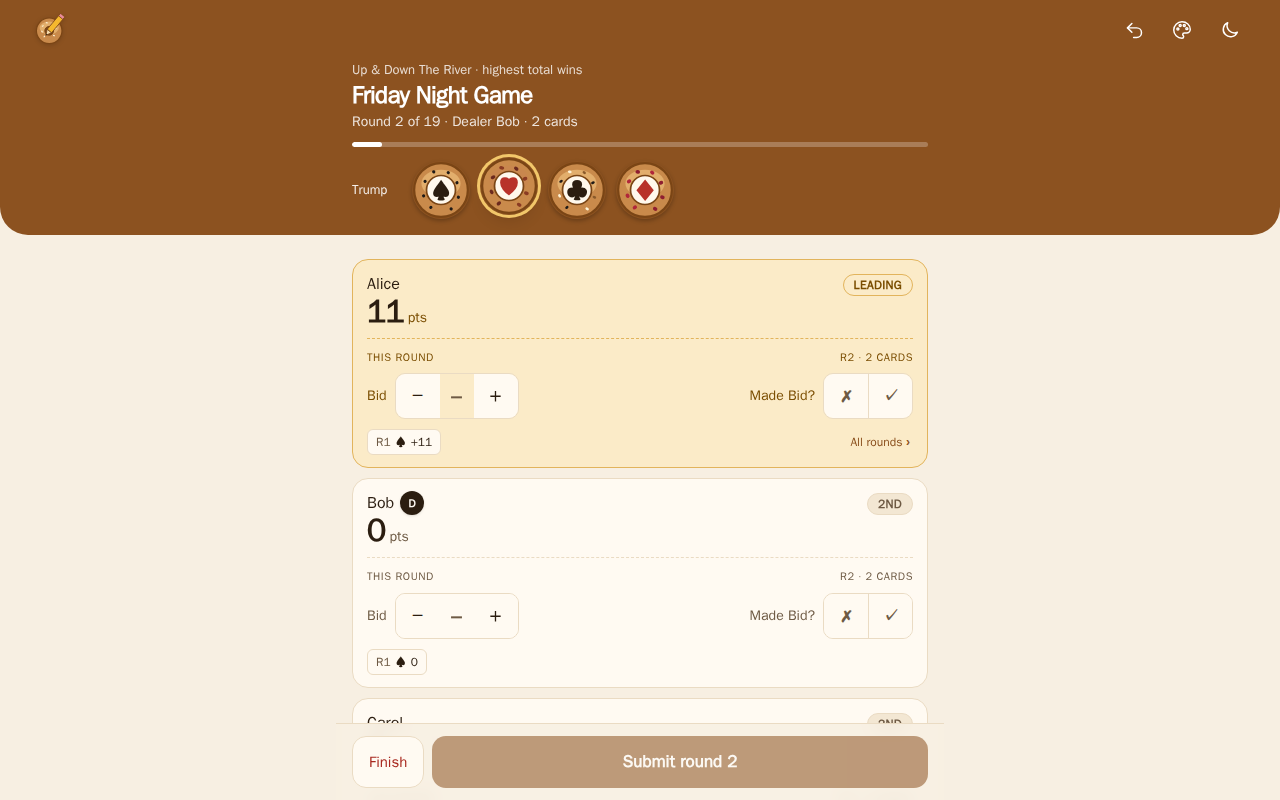 Up & Down The River · highest total wins
Friday Night Game
Round 2 of 19 · Dealer Bob · 2 cards
Trump
Alice
LEADING
11 pts
THIS ROUND
R2 · 2 CARDS
Bid − – +
Made Bid? ✗ ✓
R1 ♠ +11
All rounds ›
Bob D
2ND
0 pts
THIS ROUND
R2 · 2 CARDS
Bid − – +
Made Bid? ✗ ✓
R1 ♠ 0
Carol
2ND
Finish
Submit round 2